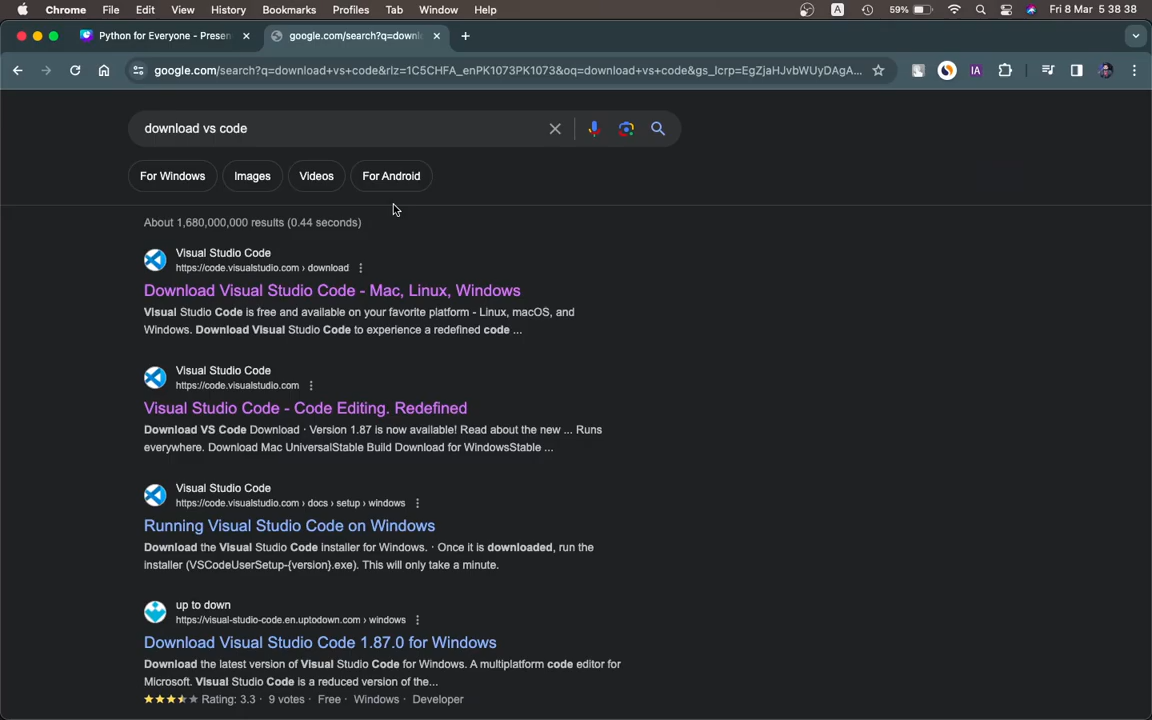 Chrome File Edit View History Bookmarks Profiles Tab Window Help A 59% Fri 8 Mar 5 38 38
Python for Everyone - Presen google.com/search?q=downl
google.com/search?q=download+vs+code&rlz=1C5CHFA_enPK1073PK1073&oq=download+vs+code&gs_lcrp=EgZjaHJvbWUyDAgA... IA
download vs code
For Windows Images Videos For Android
About 1,680,000,000 results (0.44 seconds)
Visual Studio Code
https://code.visualstudio.com › download
Download Visual Studio Code - Mac, Linux, Windows
Visual Studio Code is free and available on your favorite platform - Linux, macOS, and
Windows. Download Visual Studio Code to experience a redefined code ...
Visual Studio Code
https://code.visualstudio.com
Visual Studio Code - Code Editing. Redefined
Download VS Code Download · Version 1.87 is now available! Read about the new ... Runs
everywhere. Download Mac UniversalStable Build Download for WindowsStable ...
Visual Studio Code
https://code.visualstudio.com › docs › setup › windows
Running Visual Studio Code on Windows
Download the Visual Studio Code installer for Windows. · Once it is downloaded, run the
installer (VSCodeUserSetup-{version}.exe). This will only take a minute.
up to down
https://visual-studio-code.en.uptodown.com › windows
Download Visual Studio Code 1.87.0 for Windows
Download the latest version of Visual Studio Code for Windows. A multiplatform code editor for
Microsoft. Visual Studio Code is a reduced version of the...
Rating: 3.3 · 9 votes · Free · Windows · Developer